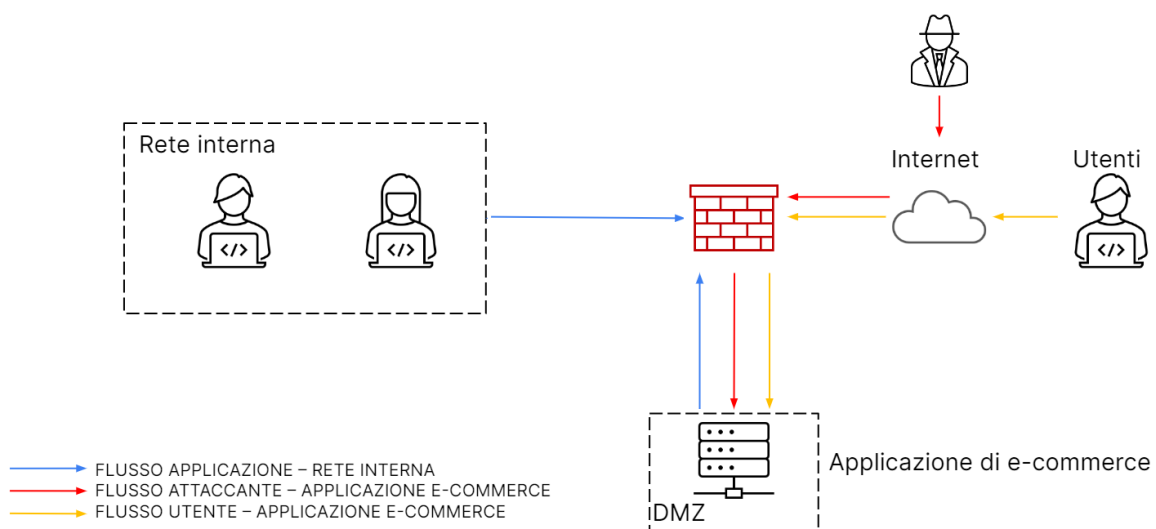 Rete interna
Internet
Utenti
</>
</>
</>
Applicazione di e-commerce
DMZ
FLUSSO APPLICAZIONE – RETE INTERNA
FLUSSO ATTACCANTE – APPLICAZIONE E-COMMERCE
FLUSSO UTENTE – APPLICAZIONE E-COMMERCE